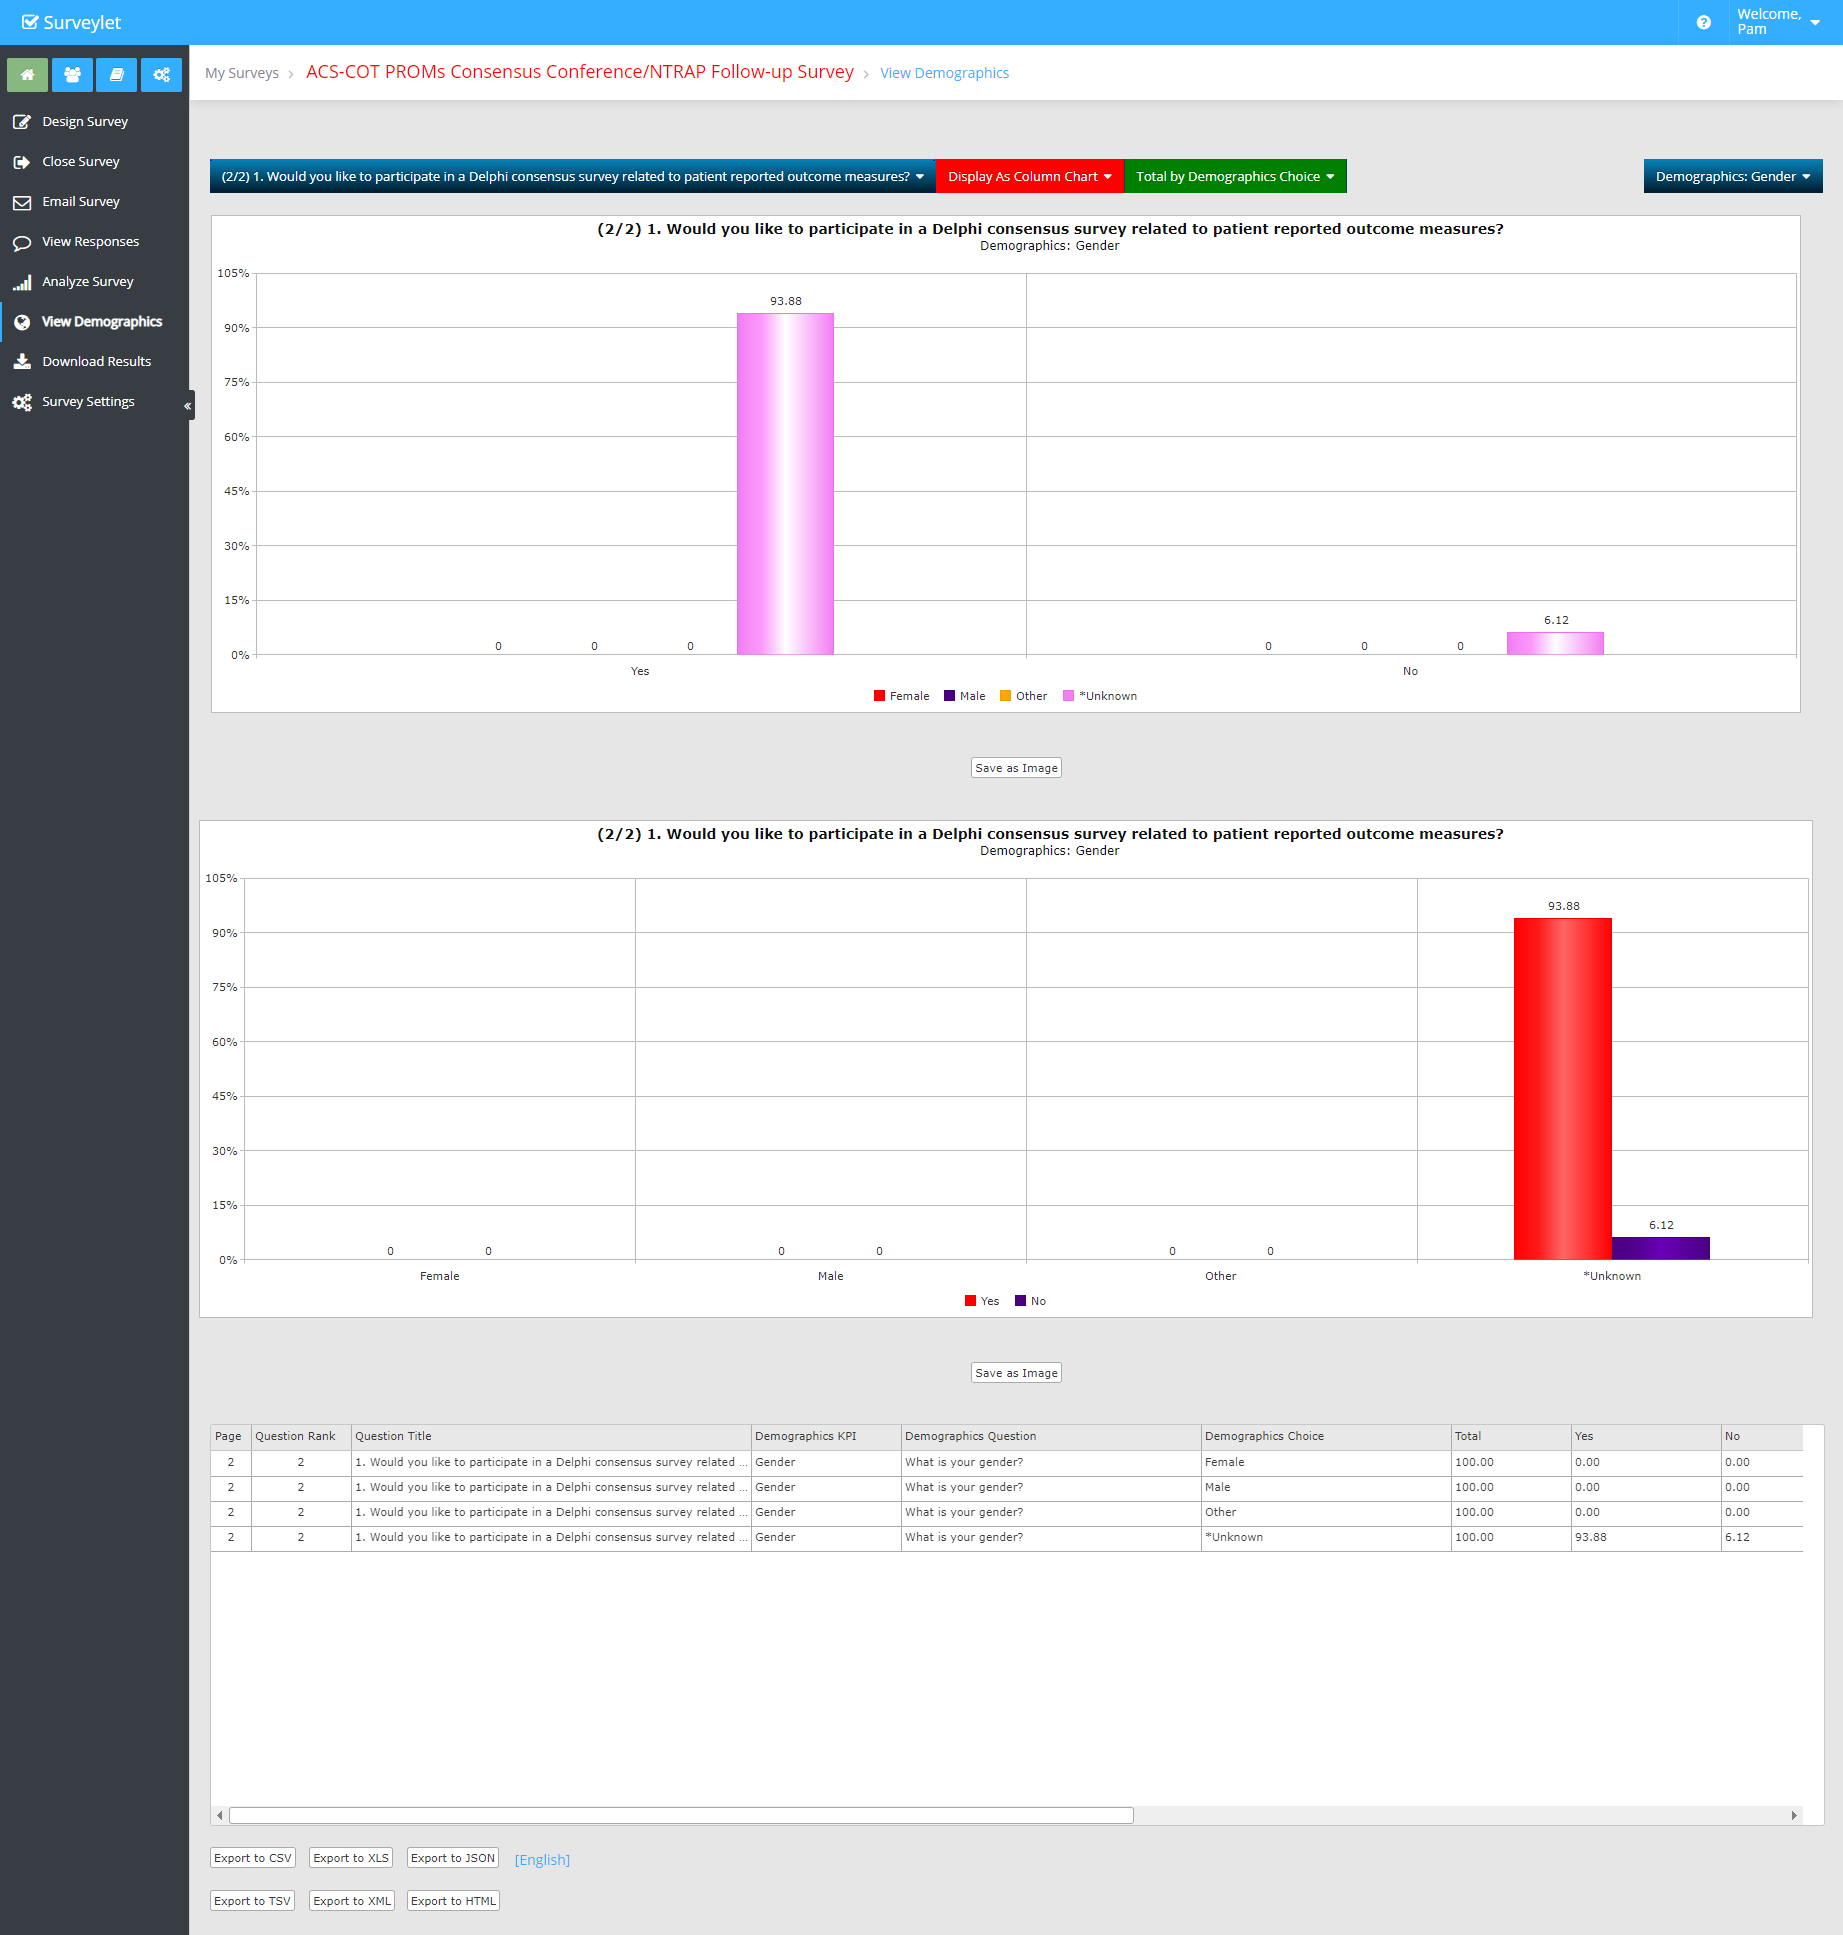 Surveylet
Welcome,
Pam
My Surveys › ACS-COT PROMs Consensus Conference/NTRAP Follow-up Survey › View Demographics
Design Survey
Close Survey
Email Survey
View Responses
Analyze Survey
View Demographics
Download Results
Survey Settings
(2/2) 1. Would you like to participate in a Delphi consensus survey related to patient reported outcome measures? Display As Column Chart Total by Demographics Choice Demographics: Gender
(2/2) 1. Would you like to participate in a Delphi consensus survey related to patient reported outcome measures?
Demographics: Gender
105%
93.88
90%
75%
60%
45%
30%
15%
6.12
0% 0 0 0 0 0 0
Yes No
Female Male Other *Unknown
Save as Image
(2/2) 1. Would you like to participate in a Delphi consensus survey related to patient reported outcome measures?
Demographics: Gender
105%
93.88
90%
75%
60%
45%
30%
15%
6.12
0% 0 0 0 0 0 0
Female Male Other *Unknown
Yes No
Save as Image
Page Question Rank Question Title Demographics KPI Demographics Question Demographics Choice Total Yes No
2 2 1. Would you like to participate in a Delphi consensus survey related ... Gender What is your gender? Female 100.00 0.00 0.00
2 2 1. Would you like to participate in a Delphi consensus survey related ... Gender What is your gender? Male 100.00 0.00 0.00
2 2 1. Would you like to participate in a Delphi consensus survey related ... Gender What is your gender? Other 100.00 0.00 0.00
2 2 1. Would you like to participate in a Delphi consensus survey related ... Gender What is your gender? *Unknown 100.00 93.88 6.12
Export to CSV Export to XLS Export to JSON [English]
Export to TSV Export to XML Export to HTML